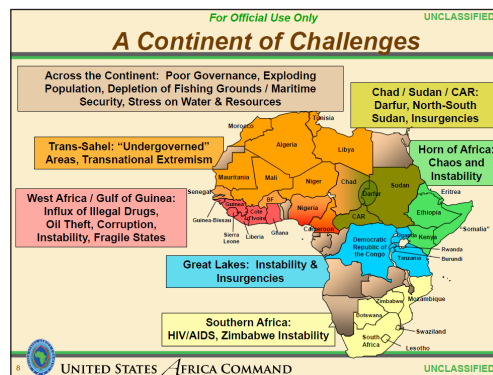 For Official Use Only
UNCLASSIFIED
A Continent of Challenges
Across the Continent: Poor Governance, Exploding
Population, Depletion of Fishing Grounds / Maritime
Security, Stress on Water & Resources
Chad / Sudan / CAR:
Darfur, North-South
Sudan, Insurgencies
Trans-Sahel: “Undergoverned”
Areas, Transnational Extremism
Horn of Africa:
Chaos and
Instability
West Africa / Gulf of Guinea:
Influx of Illegal Drugs,
Oil Theft, Corruption,
Instability, Fragile States
Great Lakes: Instability &
Insurgencies
Southern Africa:
HIV/AIDS, Zimbabwe Instability
Tunisia
Morocco
Algeria
Libya
Mauritania
Mali
Niger
Chad
Sudan
Darfur
Eritrea
Senegal
Guinea
BF
Cote
d'Ivoire
Nigeria
CAR
Ethiopia
“Somalia”
Guinea-Bissau
Sierra
Leone
Liberia
Ghana
Cameroon
Democratic
Republic of
the Congo
Uganda
Kenya
Rwanda
Burundi
Tanzania
Mozambique
Zimbabwe
Botswana
Swaziland
South
Africa
Lesotho
8
UNITED STATES AFRICA COMMAND
UNCLASSIFIED